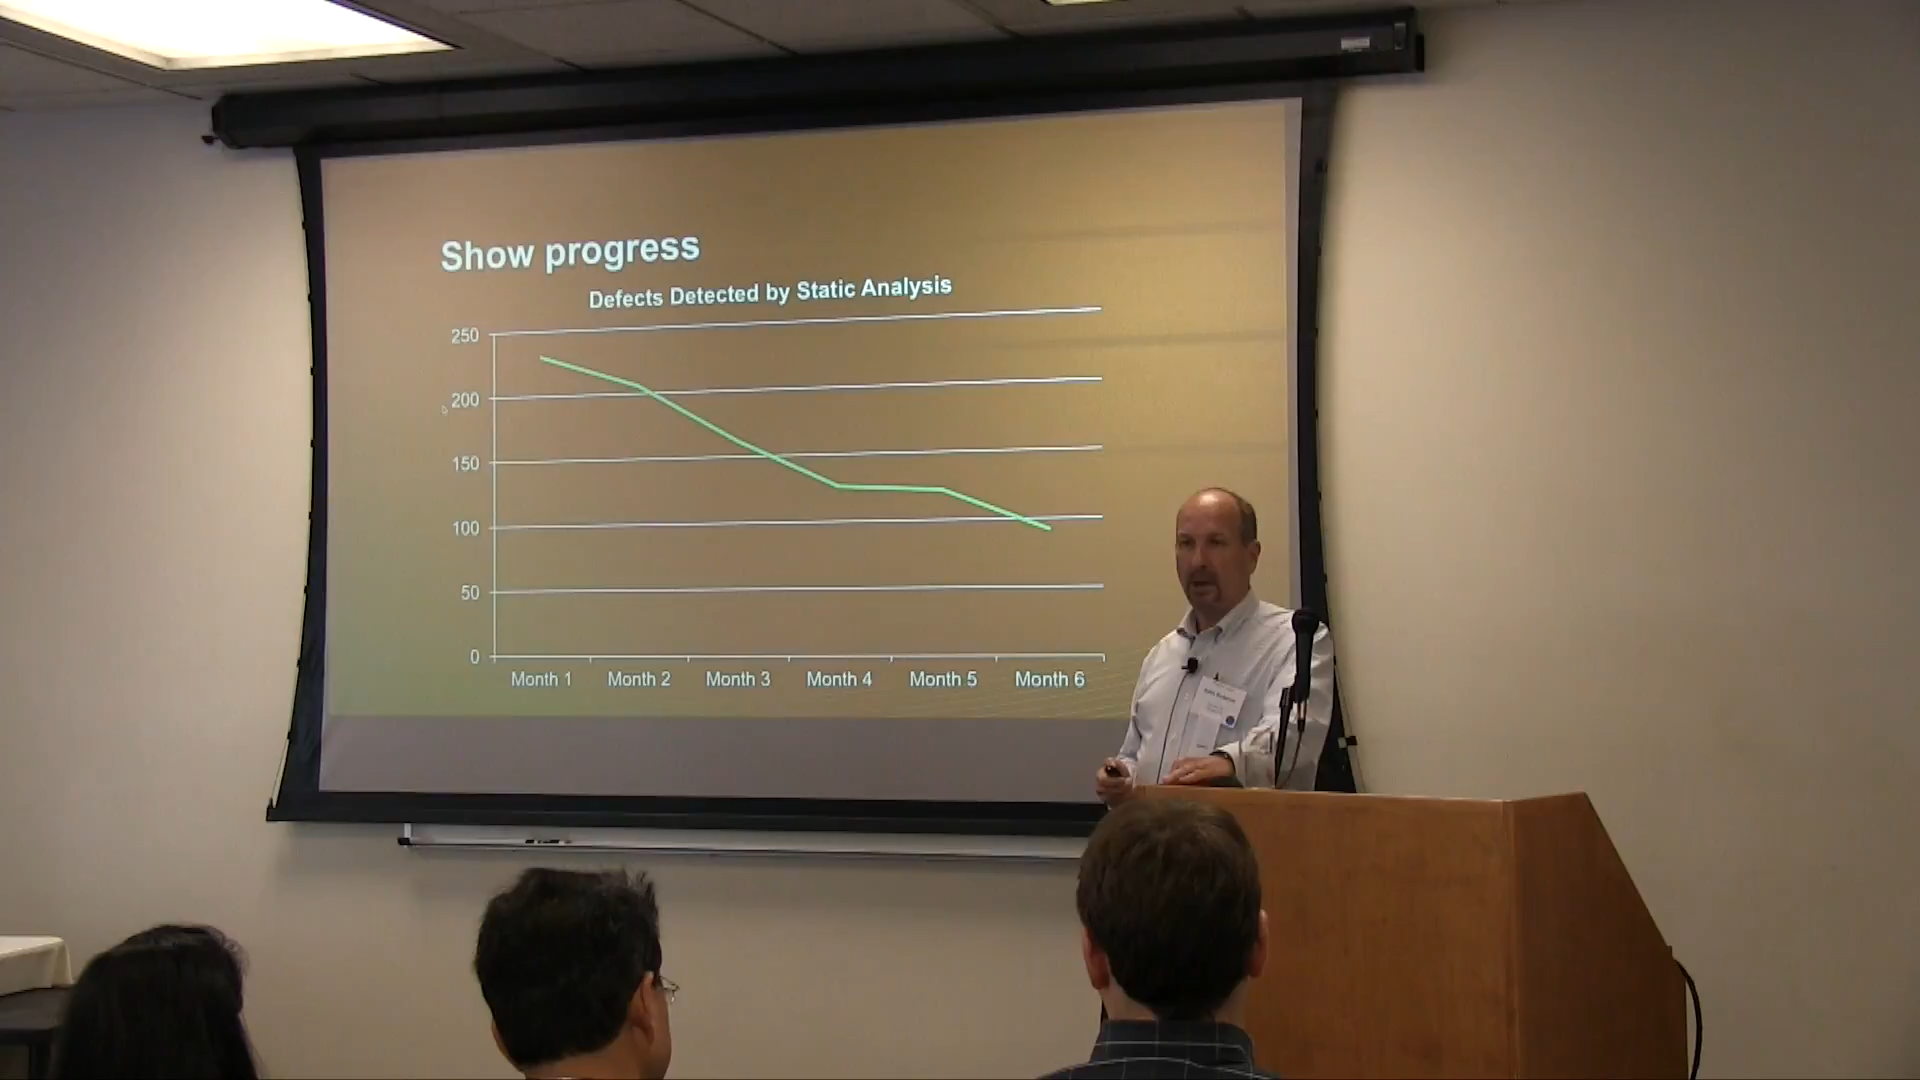 Show progress
Defects Detected by Static Analysis
250
200
150
100
50
0
Month 1 Month 2 Month 3 Month 4 Month 5 Month 6